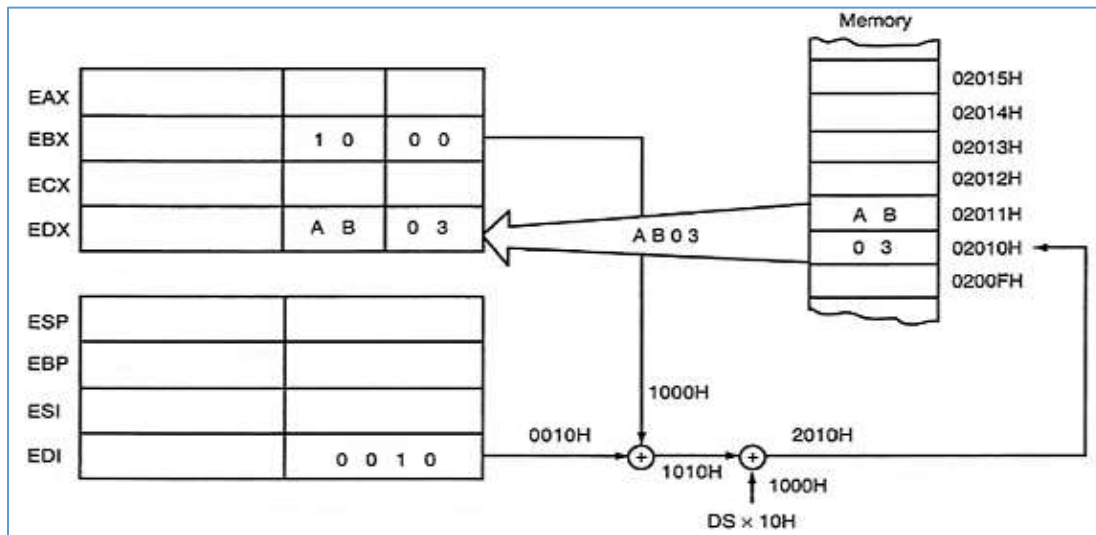 Memory
EAX
EBX 1 0 0 0
ECX
EDX A B 0 3
A B 0 3
02015H
02014H
02013H
02012H
A B 02011H
0 3 02010H
0200FH
ESP
EBP
ESI
EDI 0 0 1 0
1000H
0010H
1010H
2010H
1000H
DS × 10H